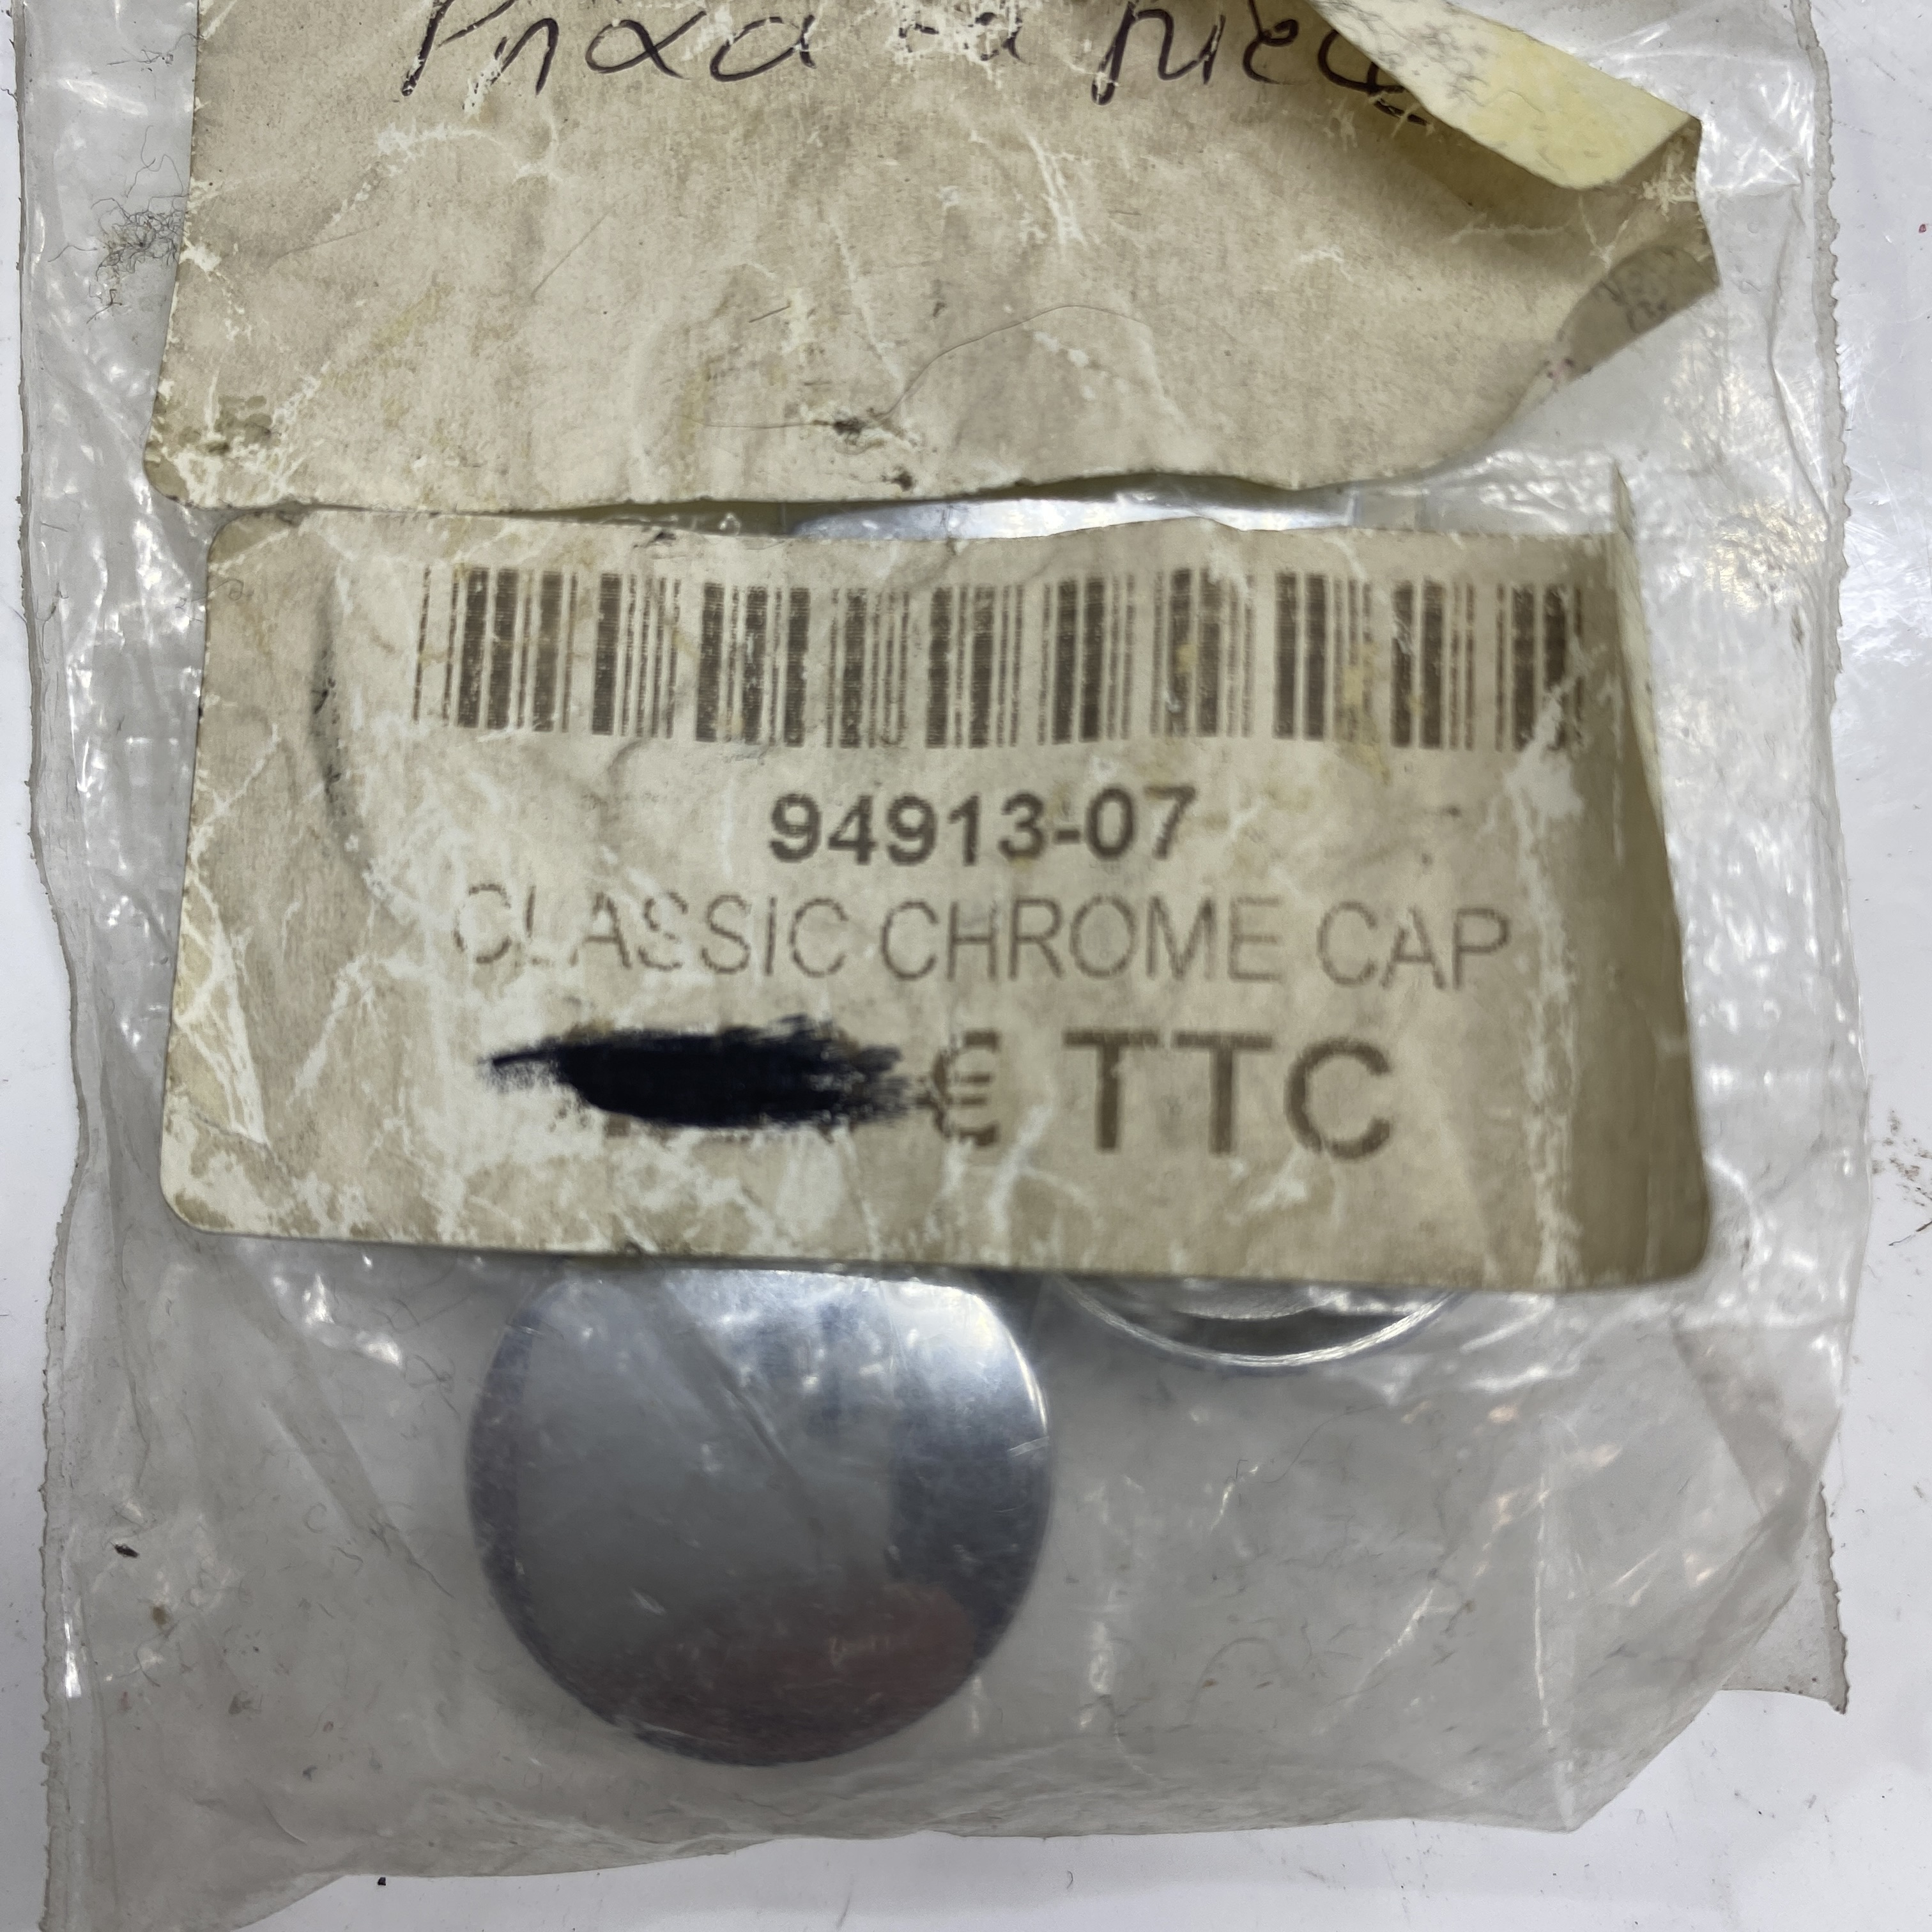 94913-07
CLASSIC CHROME CAP
€ TTC